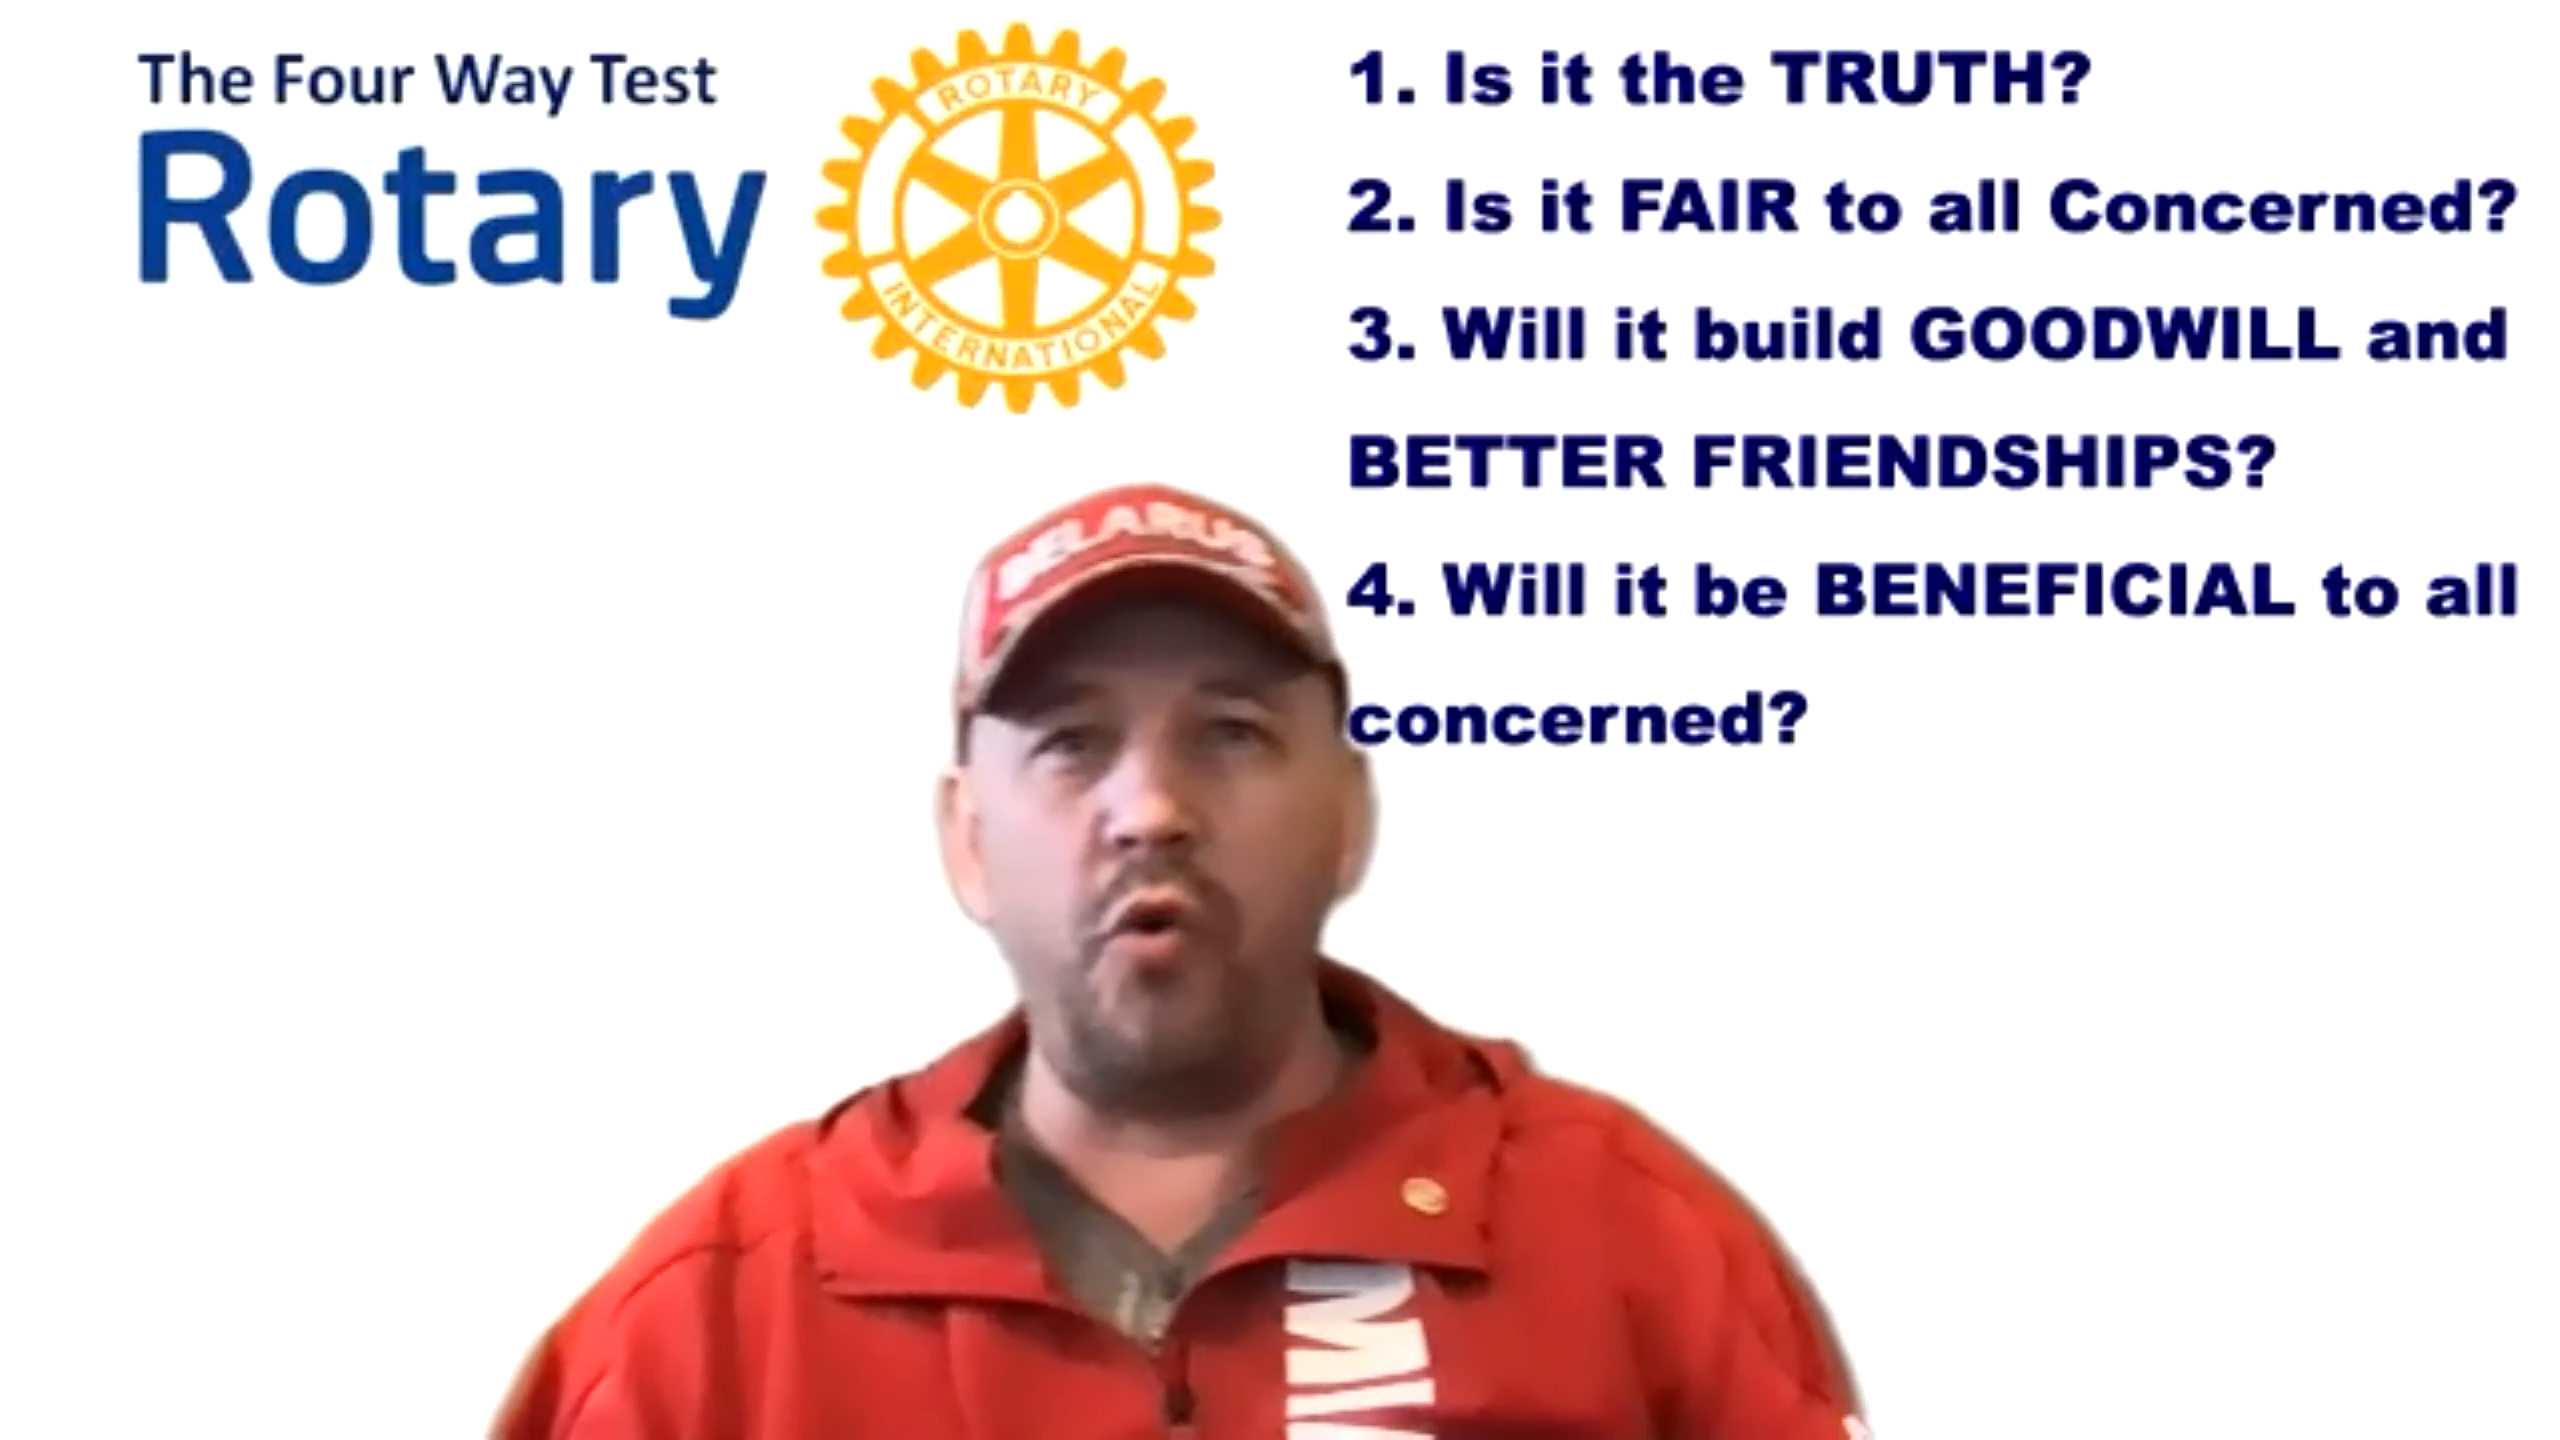 The Four Way Test
Rotary
ROTARY
INTERNATIONAL
1. Is it the TRUTH?
2. Is it FAIR to all Concerned?
3. Will it build GOODWILL and
BETTER FRIENDSHIPS?
4. Will it be BENEFICIAL to all
concerned?
BELARUS